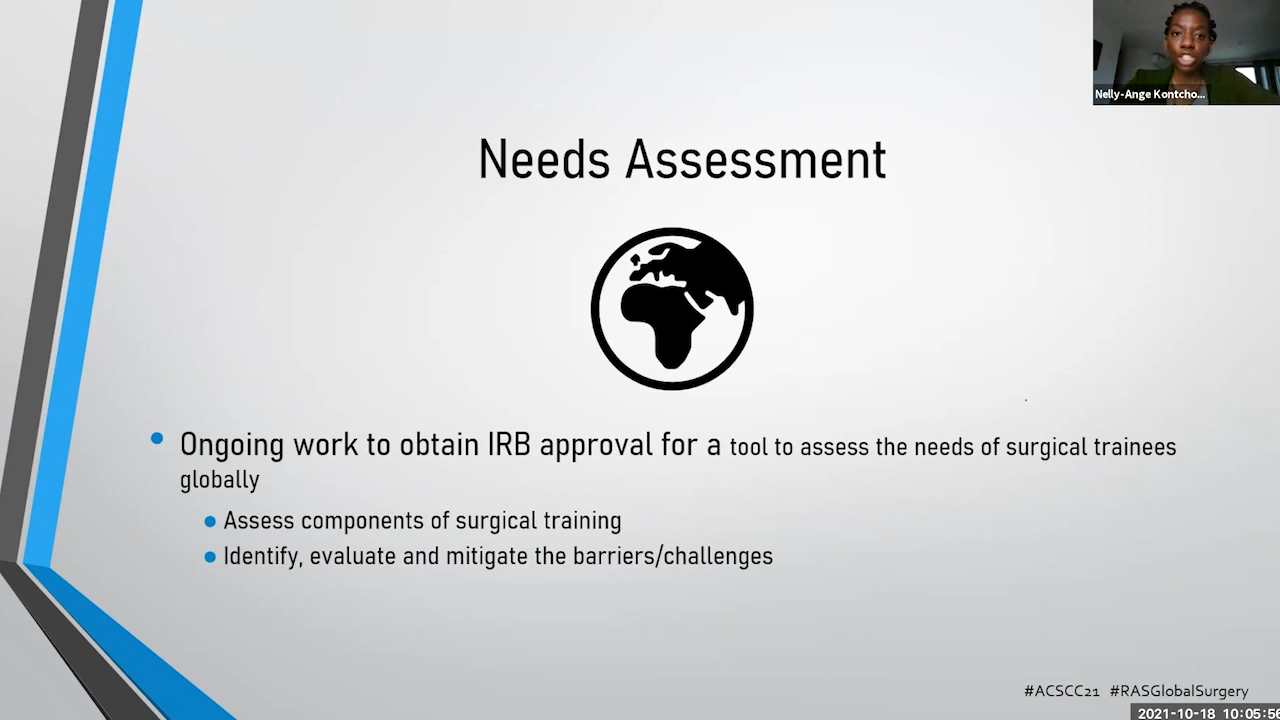 Nelly-Ange Kontcho...
Needs Assessment
Ongoing work to obtain IRB approval for a tool to assess the needs of surgical trainees
globally
Assess components of surgical training
Identify, evaluate and mitigate the barriers/challenges
#ACSCC21 #RASGlobalSurgery
2021-10-18 10:05:56